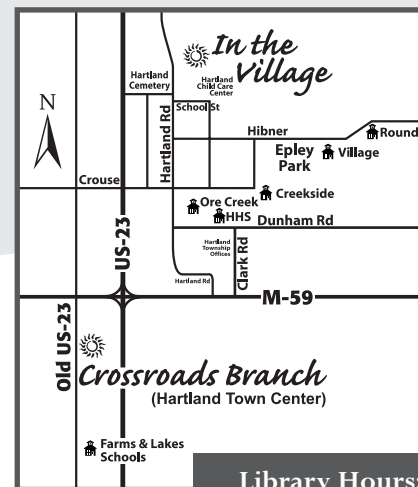 In the
Village
Hartland
Cemetery
Hartland
Child Care
Center
School St
N
Hartland Rd
Hibner
Round
Epley
Park
Village
Crouse
Creekside
Ore Creek
HHS
Dunham Rd
US-23
Hartland
Township
Offices
Clark Rd
Hartland Rd
M-59
Old US-23
Crossroads Branch
(Hartland Town Center)
Farms & Lakes
Schools
Library Hours